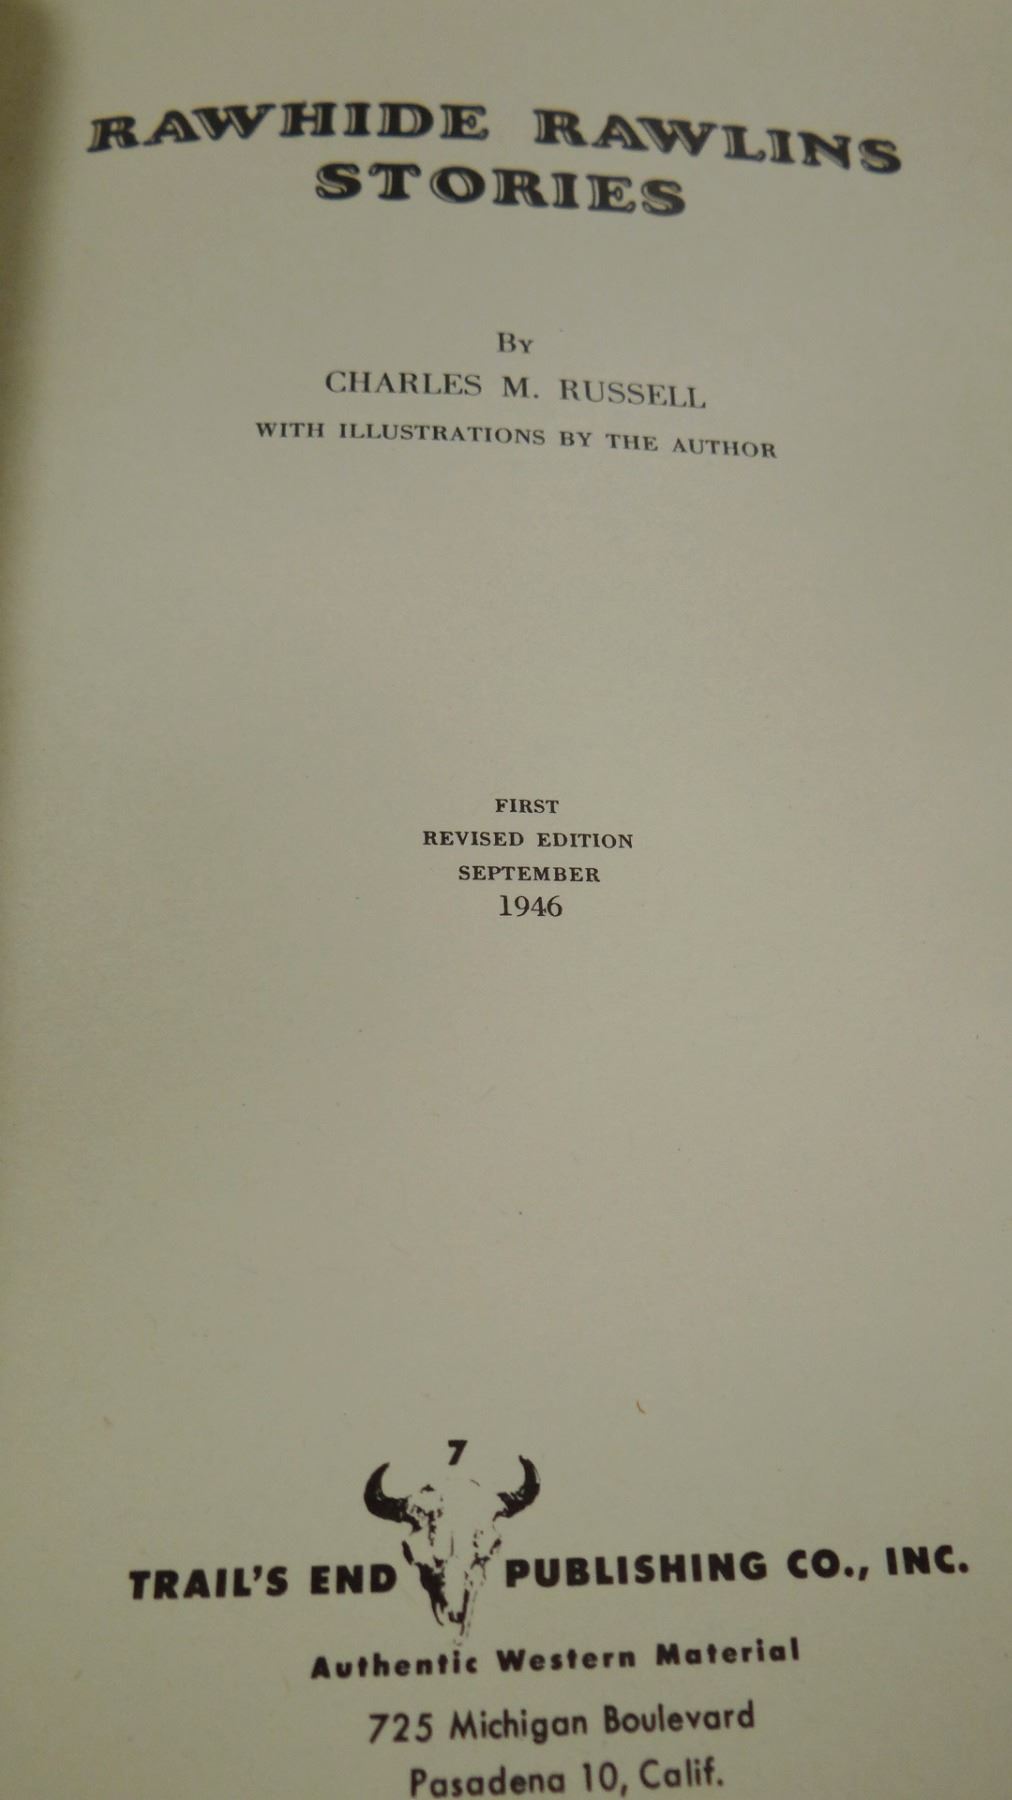 RAWHIDE RAWLINS
STORIES
BY
CHARLES M. RUSSELL
WITH ILLUSTRATIONS BY THE AUTHOR
FIRST
REVISED EDITION
SEPTEMBER
1946
7
TRAIL'S END PUBLISHING CO., INC.
Authentic Western Material
725 Michigan Boulevard
Pasadena 10, Calif.